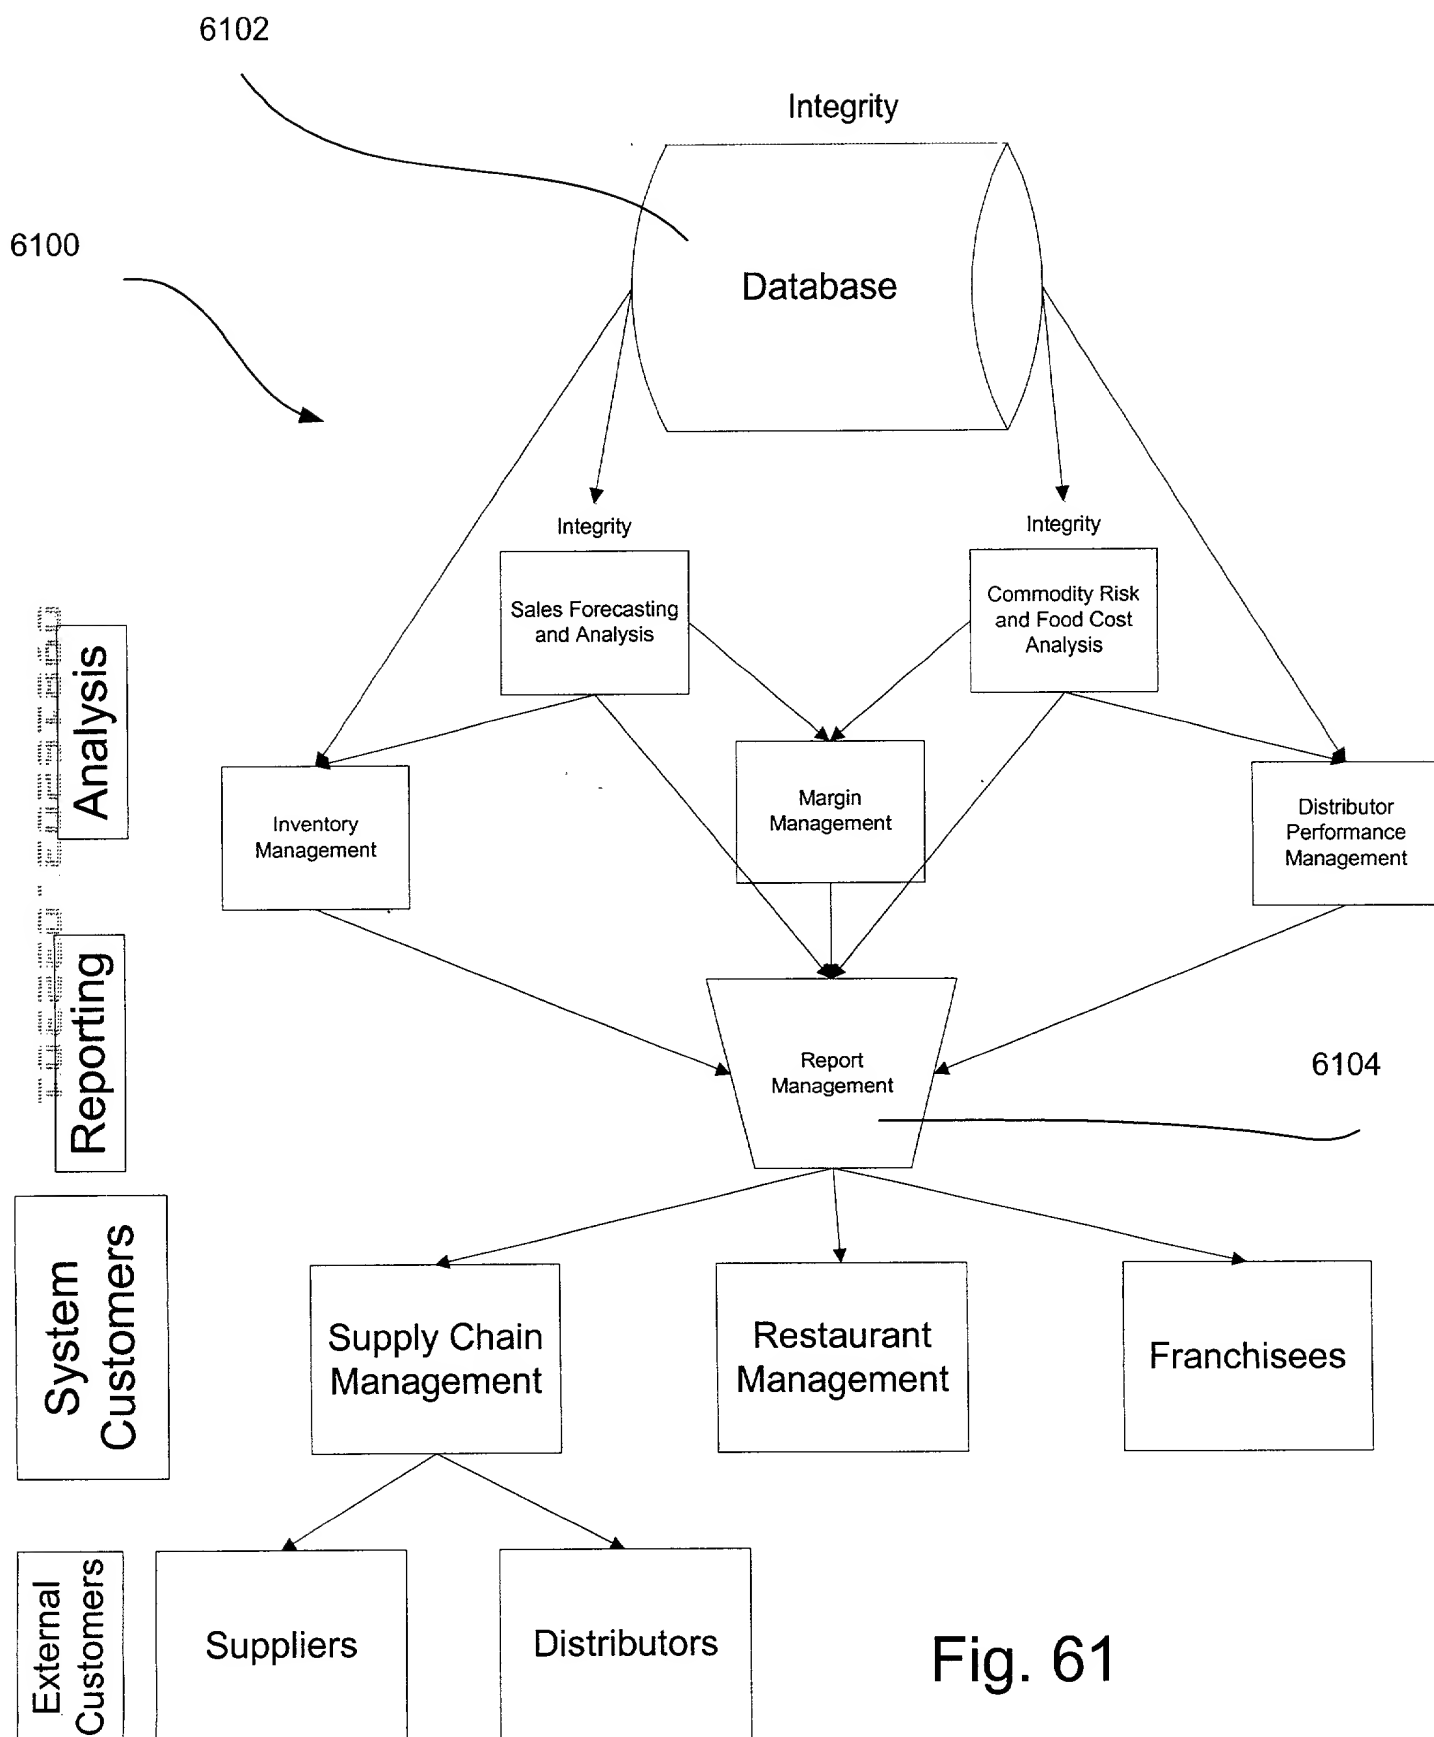 6102
Integrity
6100
Database
Integrity
Integrity
Sales Forecasting
and Analysis
Commodity Risk
and Food Cost
Analysis
Analysis
Inventory
Management
Margin
Management
Distributor
Performance
Management
Reporting
Report
Management
6104
System
Customers
Supply Chain
Management
Restaurant
Management
Franchisees
External
Customers
Suppliers
Distributors
Fig. 61